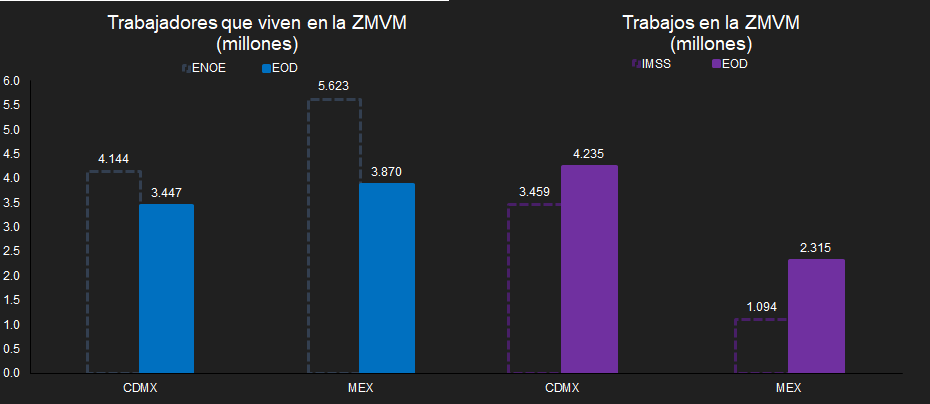 Trabajadores que viven en la ZMVM
(millones)
ENOE EOD
Trabajos en la ZMVM
(millones)
IMSS EOD
6.0
5.5
5.0
4.5
4.0
3.5
3.0
2.5
2.0
1.5
1.0
0.5
0.0
4.144
3.447
5.623
3.870
3.459
4.235
1.094
2.315
CDMX
MEX
CDMX
MEX